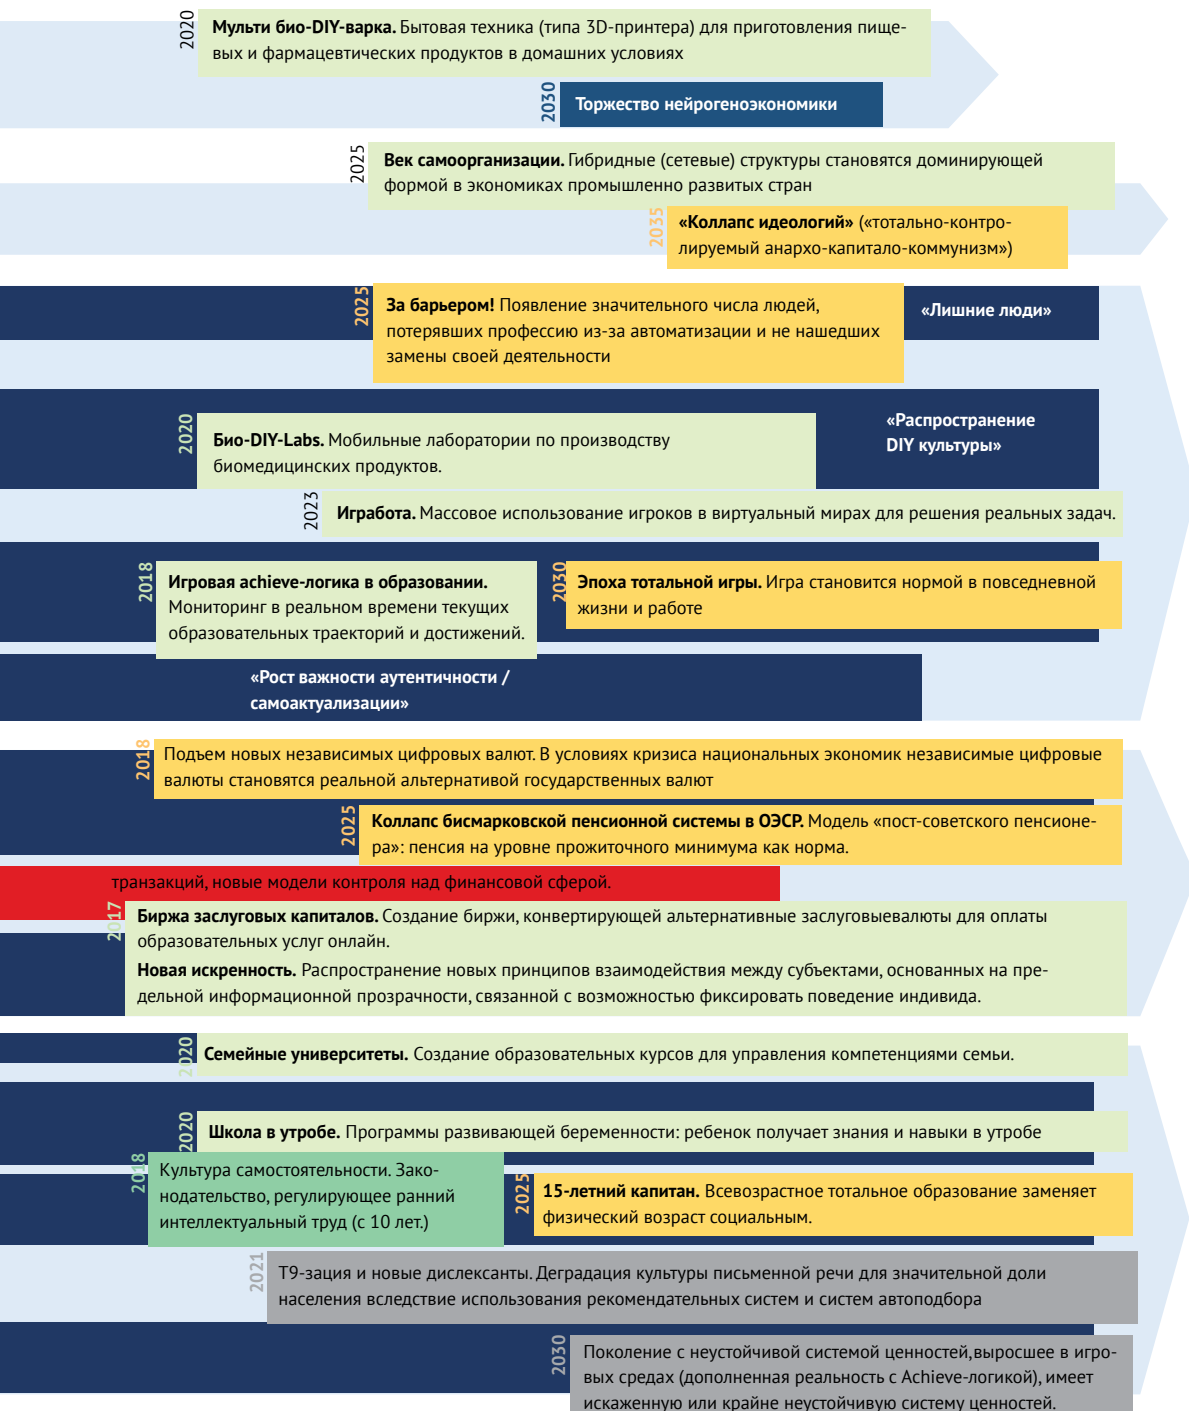 2020
Мульти био-DIY-варка. Бытовая техника (типа 3D-принтера) для приготовления пище-
вых и фармацевтических продуктов в домашних условиях
2030
Торжество нейрогеноэкономики
2025
Век самоорганизации. Гибридные (сетевые) структуры становятся доминирующей
формой в экономиках промышленно развитых стран
2035
«Коллапс идеологий» («тотально-контро-
лируемый анархо-капитало-коммунизм»)
2025
За барьером! Появление значительного числа людей,
потерявших профессию из-за автоматизации и не нашедших
замены своей деятельности
«Лишние люди»
2020
Био-DIY-Labs. Мобильные лаборатории по производству
биомедицинских продуктов.
«Распространение
DIY культуры»
2023
Игработа. Массовое использование игроков в виртуальный мирах для решения реальных задач.
2018
Игровая achieve-логика в образовании.
Мониторинг в реальном времени текущих
образовательных траекторий и достижений.
2030
Эпоха тотальной игры. Игра становится нормой в повседневной
жизни и работе
«Рост важности аутентичности /
самоактуализации»
2018
Подъем новых независимых цифровых валют. В условиях кризиса национальных экономик независимые цифровые
валюты становятся реальной альтернативой государственных валют
2025
Коллапс бисмарковской пенсионной системы в ОЭСР. Модель «пост-советского пенсионе-
ра»: пенсия на уровне прожиточного минимума как норма.
транзакций, новые модели контроля над финансовой сферой.
2017
Биржа заслуговых капиталов. Создание биржи, конвертирующей альтернативные заслуговыевалюты для оплаты
образовательных услуг онлайн.
Новая искренность. Распространение новых принципов взаимодействия между субъектами, основанных на пре-
дельной информационной прозрачности, связанной с возможностью фиксировать поведение индивида.
2020
Семейные университеты. Создание образовательных курсов для управления компетенциями семьи.
2020
Школа в утробе. Программы развивающей беременности: ребенок получает знания и навыки в утробе
2018
Культура самостоятельности. Зако-
нодательство, регулирующее ранний
интеллектуальный труд (с 10 лет.)
2025
15-летний капитан. Всевозрастное тотальное образование заменяет
физический возраст социальным.
2021
Т9-зация и новые дислексанты. Деградация культуры письменной речи для значительной доли
населения вследствие использования рекомендательных систем и систем автоподбора
2030
Поколение с неустойчивой системой ценностей,выросшее в игро-
вых средах (дополненная реальность с Achieve-логикой), имеет
искаженную или крайне неустойчивую систему ценностей.